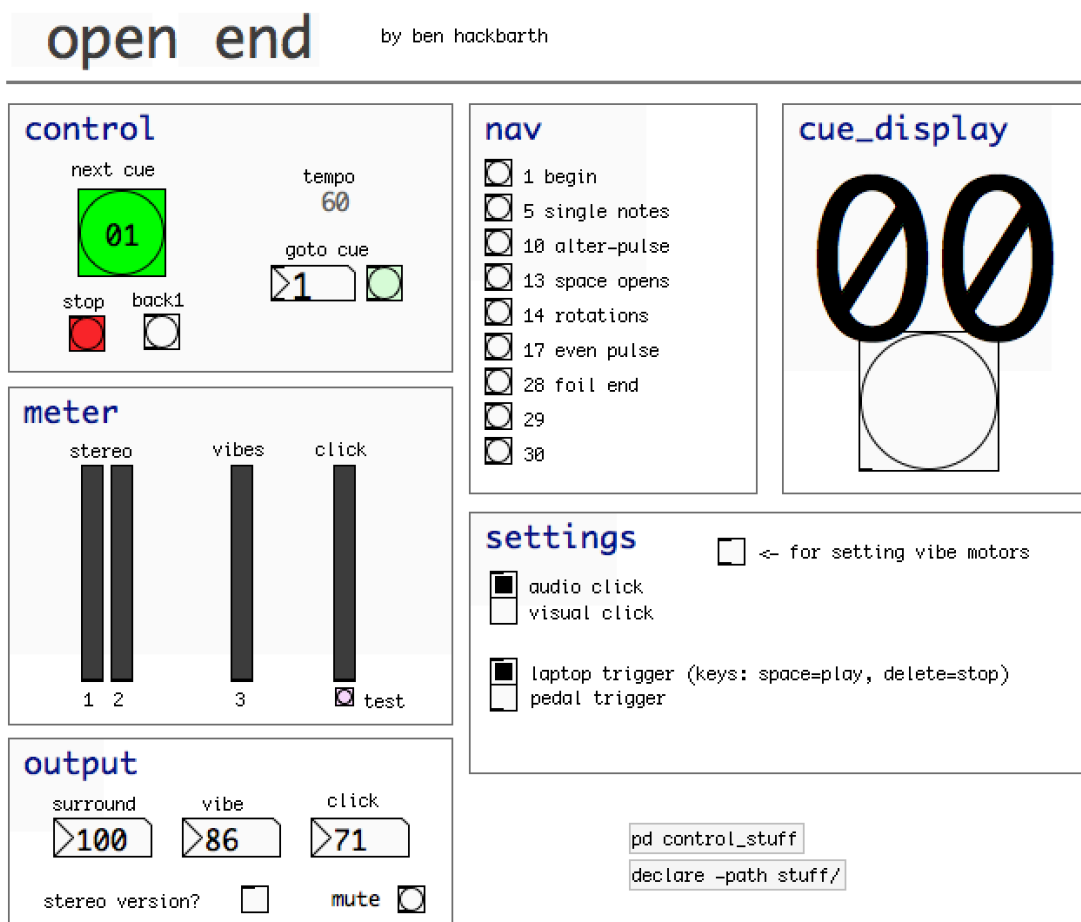 open end
by ben hackbarth
control
next cue
01
tempo
60
goto cue
1
stop
back1
nav
1 begin
5 single notes
10 alter-pulse
13 space opens
14 rotations
17 even pulse
28 foil end
29
30
cue_display
00
meter
stereo
vibes
click
1 2
3
test
settings
<- for setting vibe motors
audio click
visual click
laptop trigger (keys: space=play, delete=stop)
pedal trigger
output
surround
vibe
click
100
86
71
stereo version?
mute
pd control_stuff
declare -path stuff/